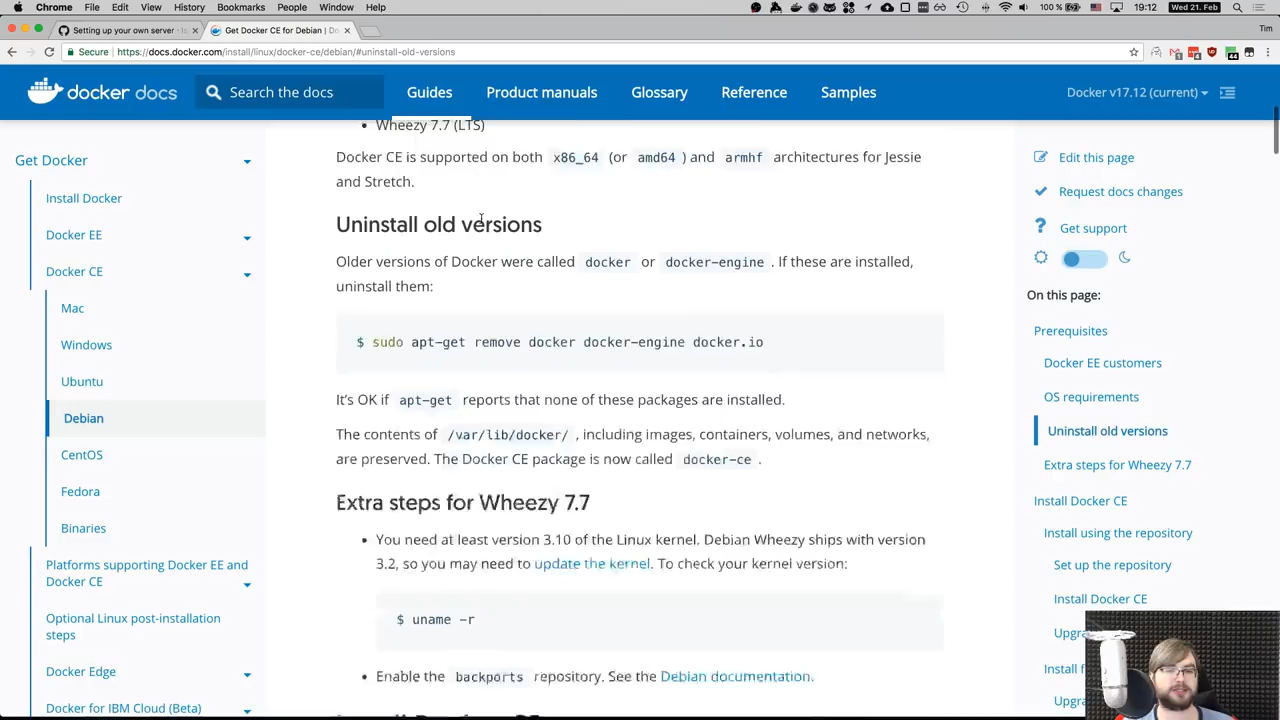 Chrome File Edit View History Bookmarks People Window Help 100 % Wed 21. Feb 19:12
Setting up your own server · Get Docker CE for Debian | Do Tim
Secure https://docs.docker.com/install/linux/docker-ce/debian/#uninstall-old-versions
docker docs Search the docs Guides Product manuals Glossary Reference Samples Docker v17.12 (current)
Get Docker
Install Docker
Docker EE
Docker CE
Mac
Windows
Ubuntu
Debian
CentOS
Fedora
Binaries
Platforms supporting Docker EE and
Docker CE
Optional Linux post-installation
steps
Docker Edge
Docker for IBM Cloud (Beta)
• Wheezy 7.7 (LTS)
Docker CE is supported on both x86_64 (or amd64 ) and armhf architectures for Jessie
and Stretch.
Uninstall old versions
Older versions of Docker were called docker or docker-engine . If these are installed,
uninstall them:
$ sudo apt-get remove docker docker-engine docker.io
It’s OK if apt-get reports that none of these packages are installed.
The contents of /var/lib/docker/ , including images, containers, volumes, and networks,
are preserved. The Docker CE package is now called docker-ce .
Extra steps for Wheezy 7.7
• You need at least version 3.10 of the Linux kernel. Debian Wheezy ships with version
3.2, so you may need to update the kernel. To check your kernel version:
$ uname -r
• Enable the backports repository. See the Debian documentation.
Edit this page
Request docs changes
Get support
On this page:
Prerequisites
Docker EE customers
OS requirements
Uninstall old versions
Extra steps for Wheezy 7.7
Install Docker CE
Install using the repository
Set up the repository
Install Docker CE
Upgr
Install f
Upgra